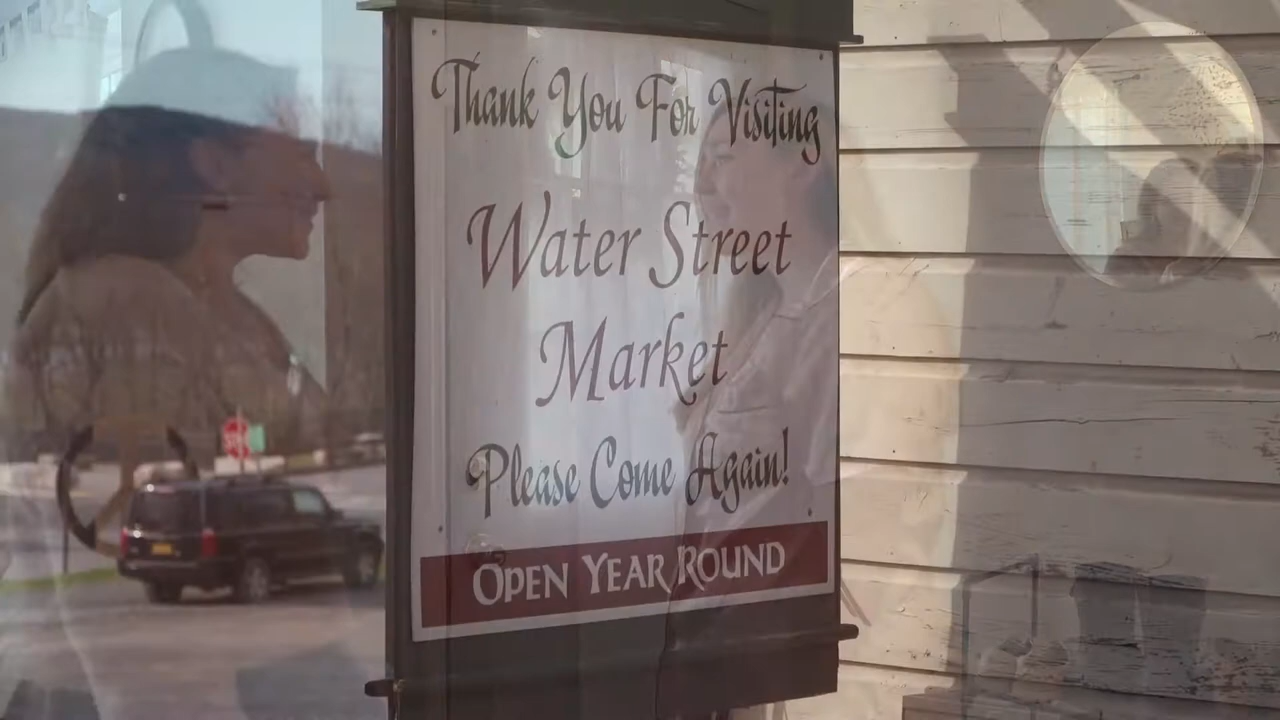 Thank You For Visiting
Water Street
Market
Please Come Again!
OPEN YEAR ROUND